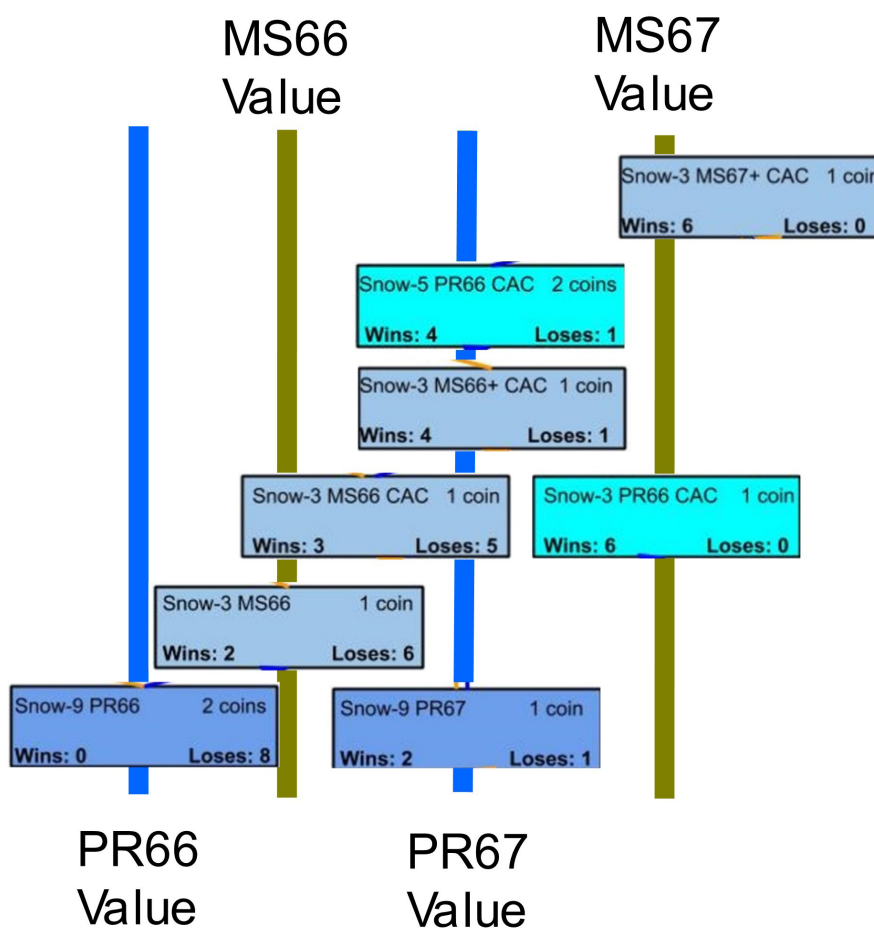 MS66
Value
MS67
Value
Snow-3 MS67+ CAC 1 coin
Wins: 6 Loses: 0
Snow-5 PR66 CAC 2 coins
Wins: 4 Loses: 1
Snow-3 MS66+ CAC 1 coin
Wins: 4 Loses: 1
Snow-3 MS66 CAC 1 coin
Wins: 3 Loses: 5
Snow-3 PR66 CAC 1 coin
Wins: 6 Loses: 0
Snow-3 MS66 1 coin
Wins: 2 Loses: 6
Snow-9 PR66 2 coins
Wins: 0 Loses: 8
Snow-9 PR67 1 coin
Wins: 2 Loses: 1
PR66
Value
PR67
Value